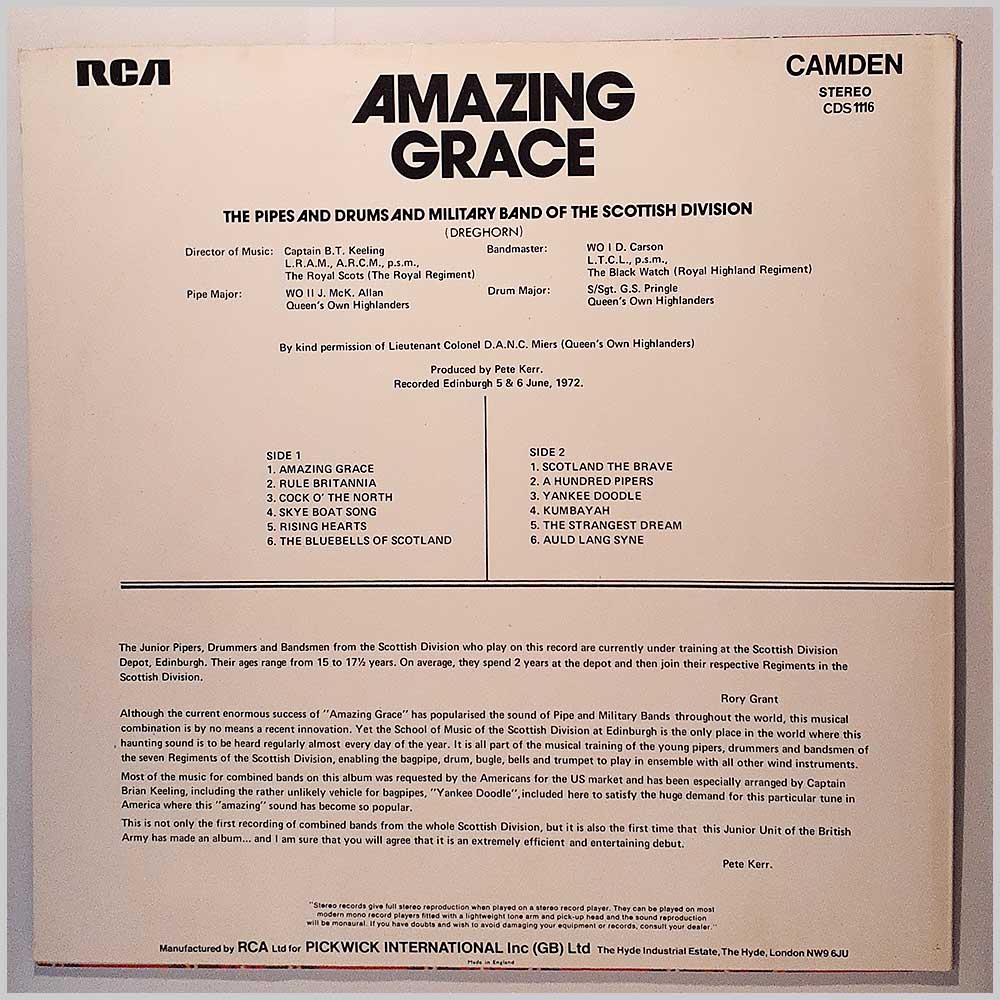 RCA
CAMDEN
STEREO
CDS 1116
AMAZING
GRACE
THE PIPES AND DRUMS AND MILITARY BAND OF THE SCOTTISH DIVISION
(DREGHORN)
Director of Music: Captain B.T. Keeling
L.R.A.M., A.R.C.M., p.s.m.,
The Royal Scots (The Royal Regiment)
Bandmaster: WO I D. Carson
L.T.C.L., p.s.m.,
The Black Watch (Royal Highland Regiment)
Pipe Major: WO II J. McK. Allan
Queen's Own Highlanders
Drum Major: S/Sgt. G.S. Pringle
Queen's Own Highlanders
By kind permission of Lieutenant Colonel D.A.N.C. Miers (Queen's Own Highlanders)
Produced by Pete Kerr.
Recorded Edinburgh 5 & 6 June, 1972.
SIDE 1
1. AMAZING GRACE
2. RULE BRITANNIA
3. COCK O' THE NORTH
4. SKYE BOAT SONG
5. RISING HEARTS
6. THE BLUEBELLS OF SCOTLAND
SIDE 2
1. SCOTLAND THE BRAVE
2. A HUNDRED PIPERS
3. YANKEE DOODLE
4. KUMBAYAH
5. THE STRANGEST DREAM
6. AULD LANG SYNE
The Junior Pipers, Drummers and Bandsmen from the Scottish Division who play on this record are currently under training at the Scottish Division
Depot, Edinburgh. Their ages range from 15 to 17½ years. On average, they spend 2 years at the depot and then join their respective Regiments in the
Scottish Division.
Rory Grant
Although the current enormous success of "Amazing Grace" has popularised the sound of Pipe and Military Bands throughout the world, this musical
combination is by no means a recent innovation. Yet the School of Music of the Scottish Division at Edinburgh is the only place in the world where this
haunting sound is to be heard regularly almost every day of the year. It is all part of the musical training of the young pipers, drummers and bandsmen of
the seven Regiments of the Scottish Division, enabling the bagpipe, drum, bugle, bells and trumpet to play in ensemble with all other wind instruments.
Most of the music for combined bands on this album was requested by the Americans for the US market and has been especially arranged by Captain
Brian Keeling, including the rather unlikely vehicle for bagpipes, "Yankee Doodle", included here to satisfy the huge demand for this particular tune in
America where this "amazing" sound has become so popular.
This is not only the first recording of combined bands from the whole Scottish Division, but it is also the first time that this Junior Unit of the British
Army has made an album... and I am sure that you will agree that it is an extremely efficient and entertaining debut.
Pete Kerr.
"Stereo records give full stereo reproduction when played on a stereo record player. They can be played on most
modern mono record players fitted with a lightweight tone arm and pick-up head and the sound reproduction
will be monaural. If you have doubts and wish to avoid damaging your equipment or records, consult your dealer."
Manufactured by RCA Ltd for PICKWICK INTERNATIONAL Inc (GB) Ltd The Hyde Industrial Estate, The Hyde, London NW9 6JU
Made in England